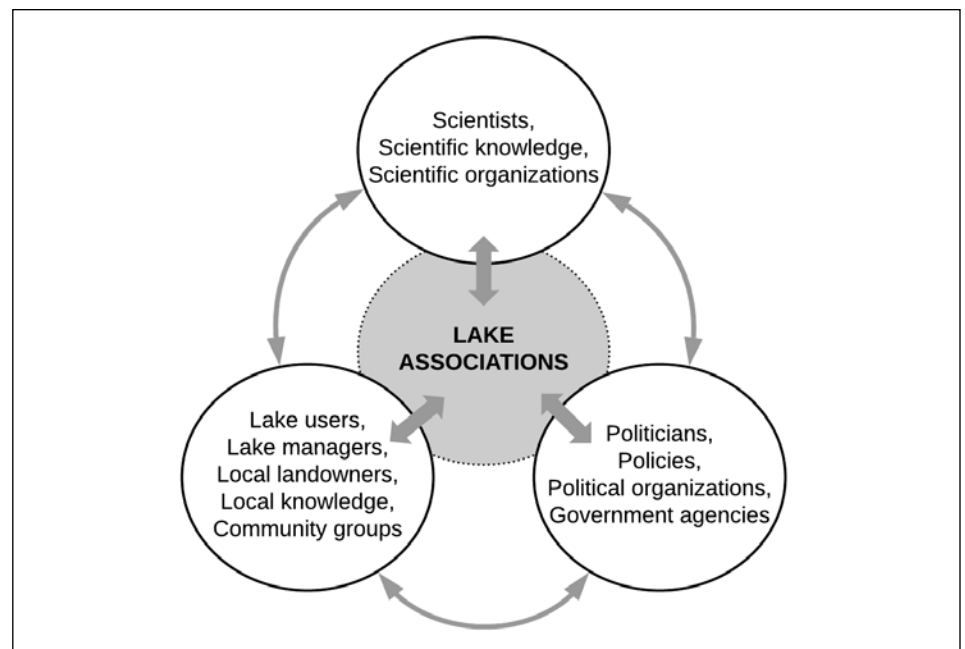 Scientists,
Scientific knowledge,
Scientific organizations
LAKE
ASSOCIATIONS
Lake users,
Lake managers,
Local landowners,
Local knowledge,
Community groups
Politicians,
Policies,
Political organizations,
Government agencies